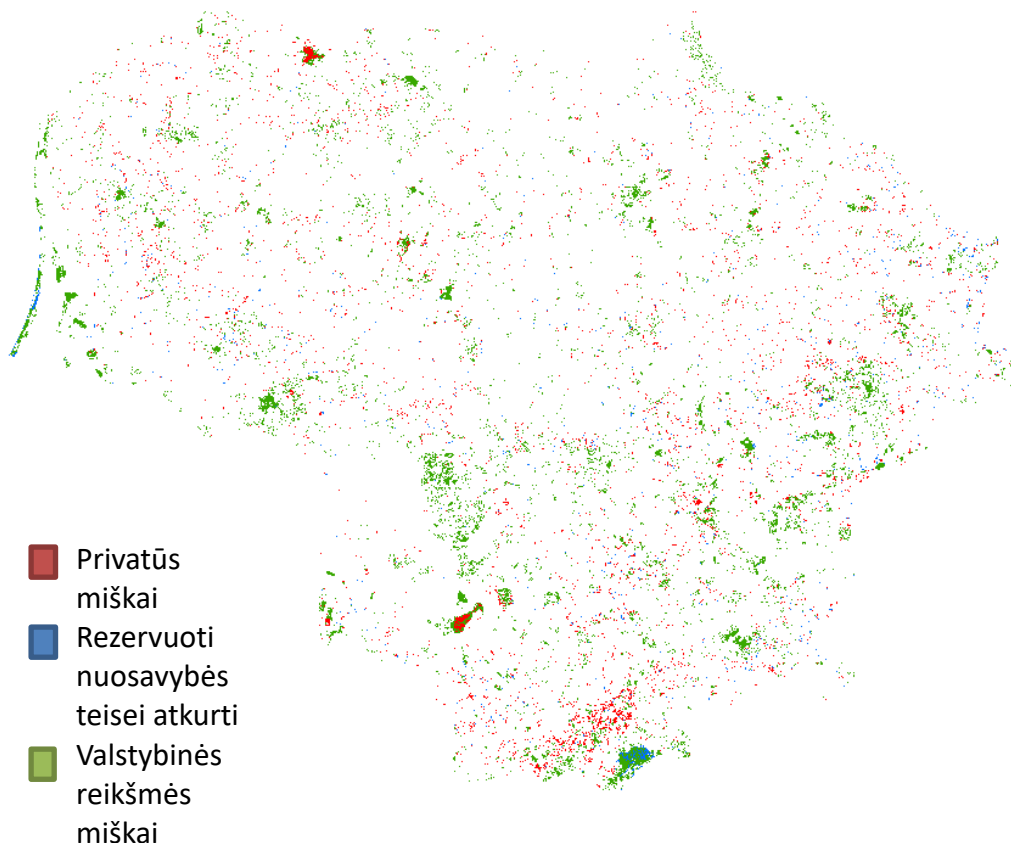 Privatūs
miškai
Rezervuoti
nuosavybės
teisei atkurti
Valstybinės
reikšmės
miškai